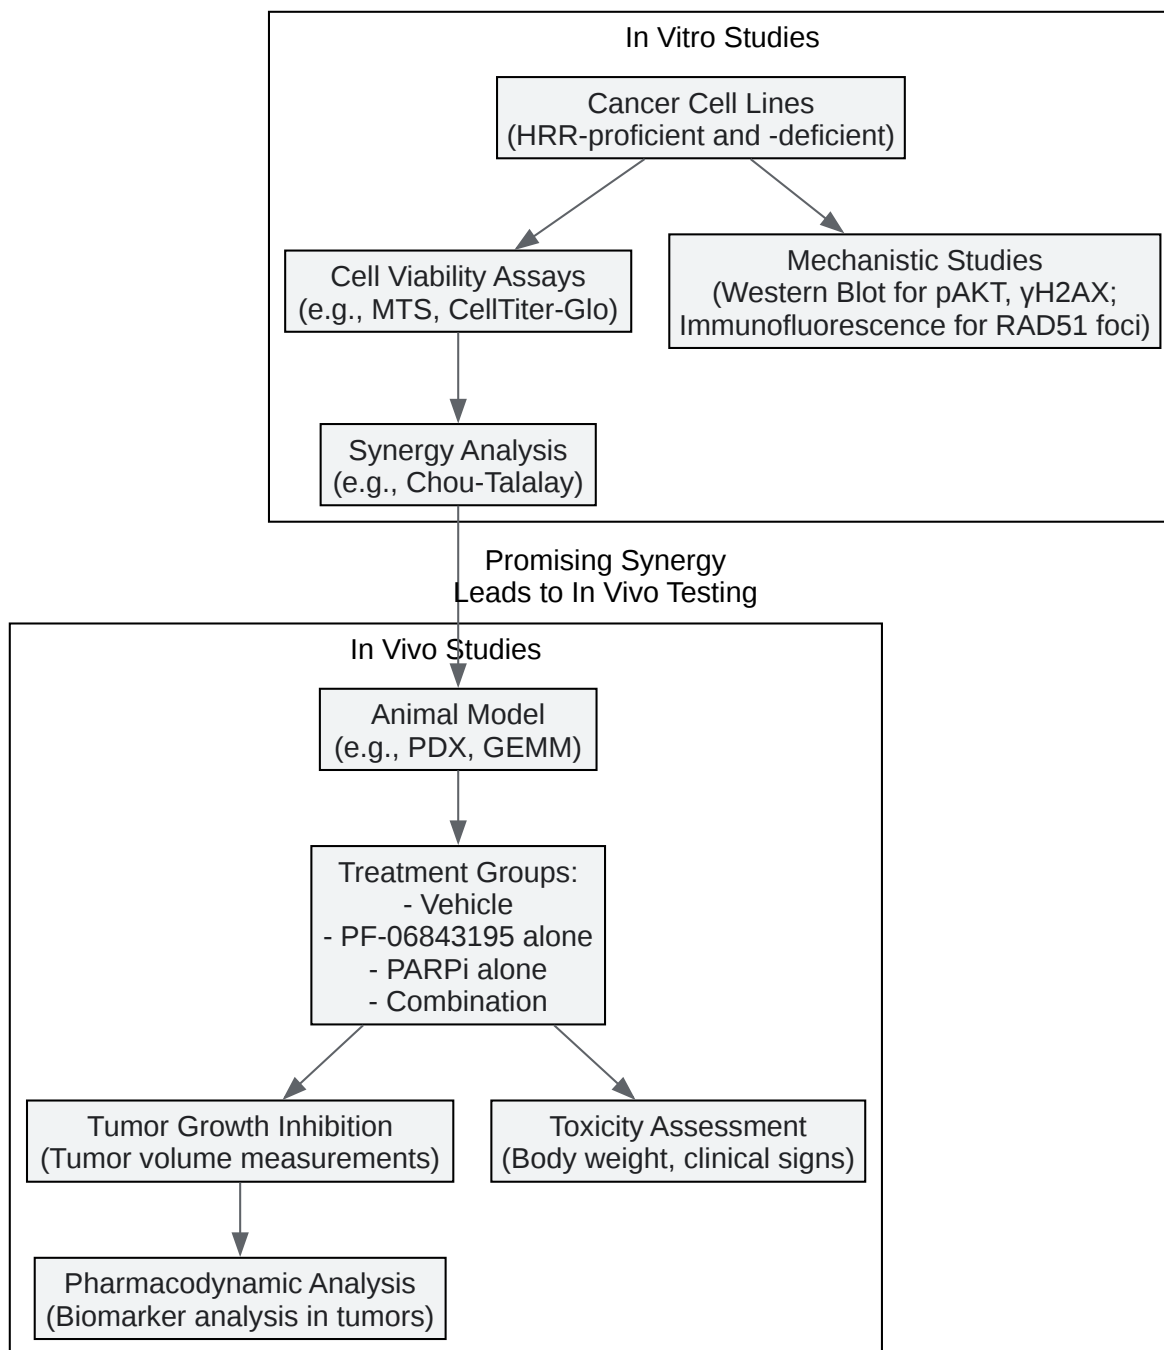 In Vitro Studies
Cancer Cell Lines
(HRR-proficient and -deficient)
Cell Viability Assays
(e.g., MTS, CellTiter-Glo)
Mechanistic Studies
(Western Blot for pAKT, γH2AX;
Immunofluorescence for RAD51 foci)
Synergy Analysis
(e.g., Chou-Talalay)
Promising Synergy
Leads to In Vivo Testing
In Vivo Studies
Animal Model
(e.g., PDX, GEMM)
Treatment Groups:
- Vehicle
- PF-06843195 alone
- PARPi alone
- Combination
Tumor Growth Inhibition
(Tumor volume measurements)
Toxicity Assessment
(Body weight, clinical signs)
Pharmacodynamic Analysis
(Biomarker analysis in tumors)